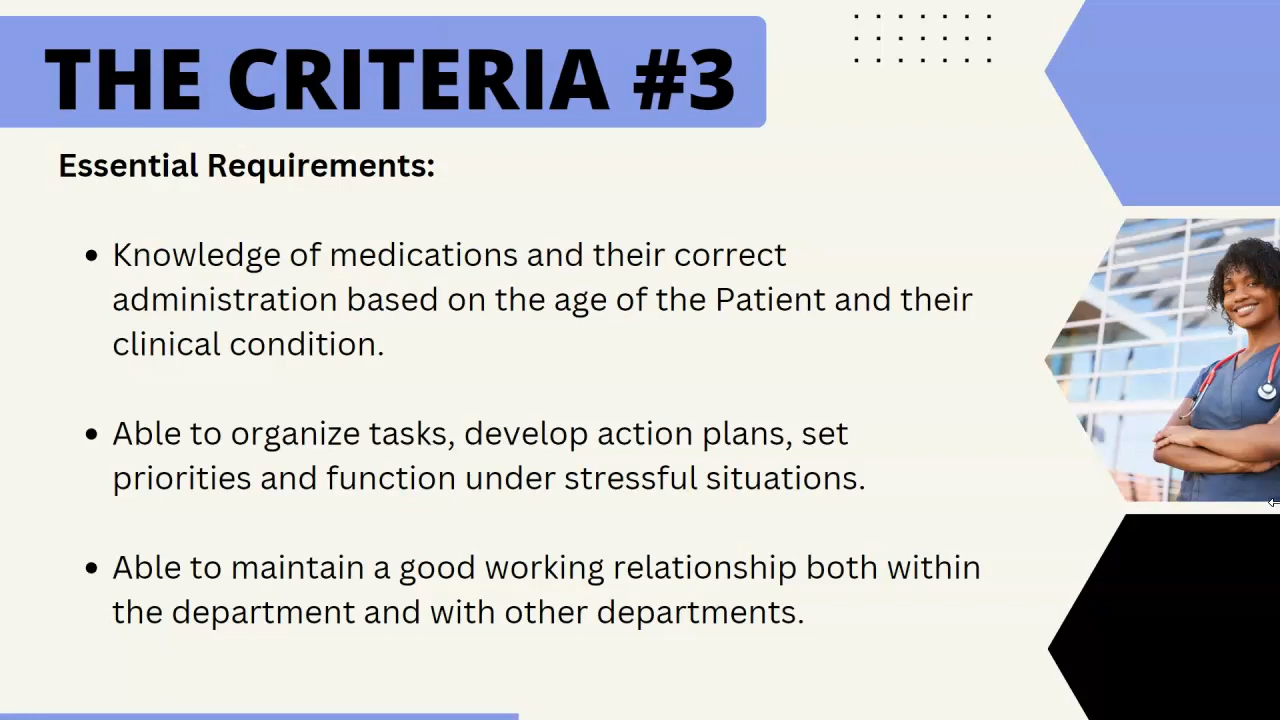 THE CRITERIA #3
Essential Requirements:
• Knowledge of medications and their correct
administration based on the age of the Patient and their
clinical condition.
• Able to organize tasks, develop action plans, set
priorities and function under stressful situations.
• Able to maintain a good working relationship both within
the department and with other departments.